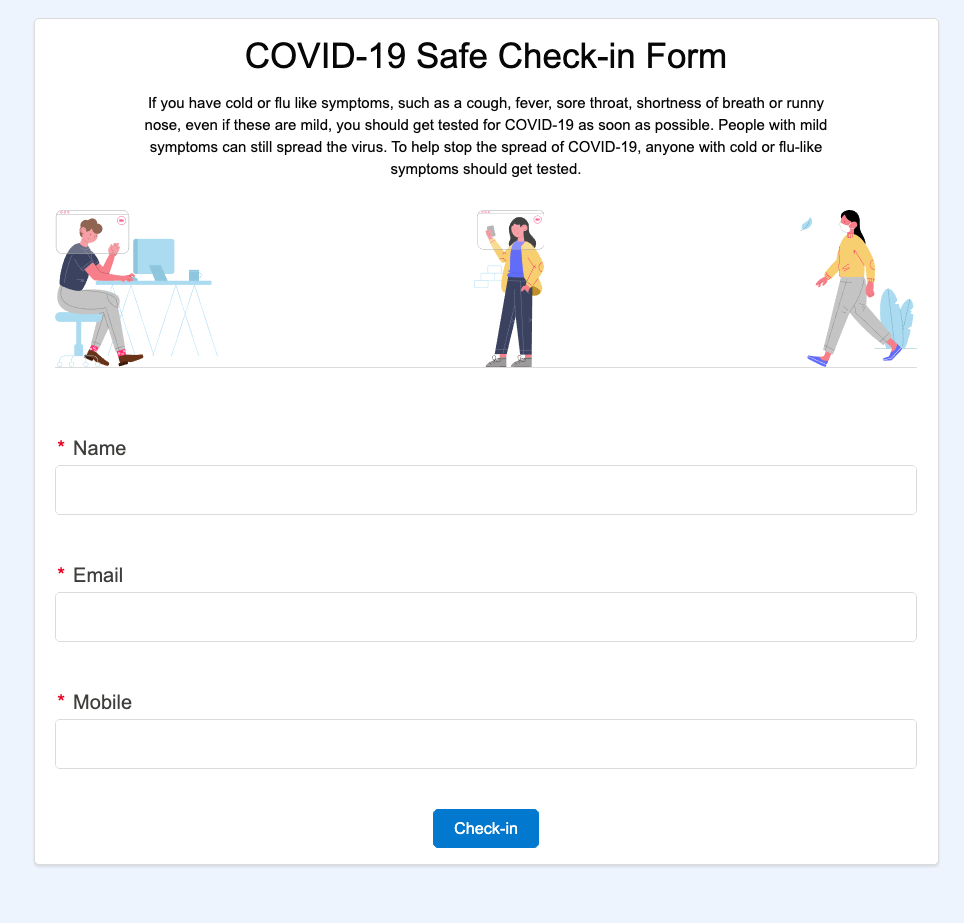 COVID-19 Safe Check-in Form
If you have cold or flu like symptoms, such as a cough, fever, sore throat, shortness of breath or runny
nose, even if these are mild, you should get tested for COVID-19 as soon as possible. People with mild
symptoms can still spread the virus. To help stop the spread of COVID-19, anyone with cold or flu-like
symptoms should get tested.
* Name
* Email
* Mobile
Check-in